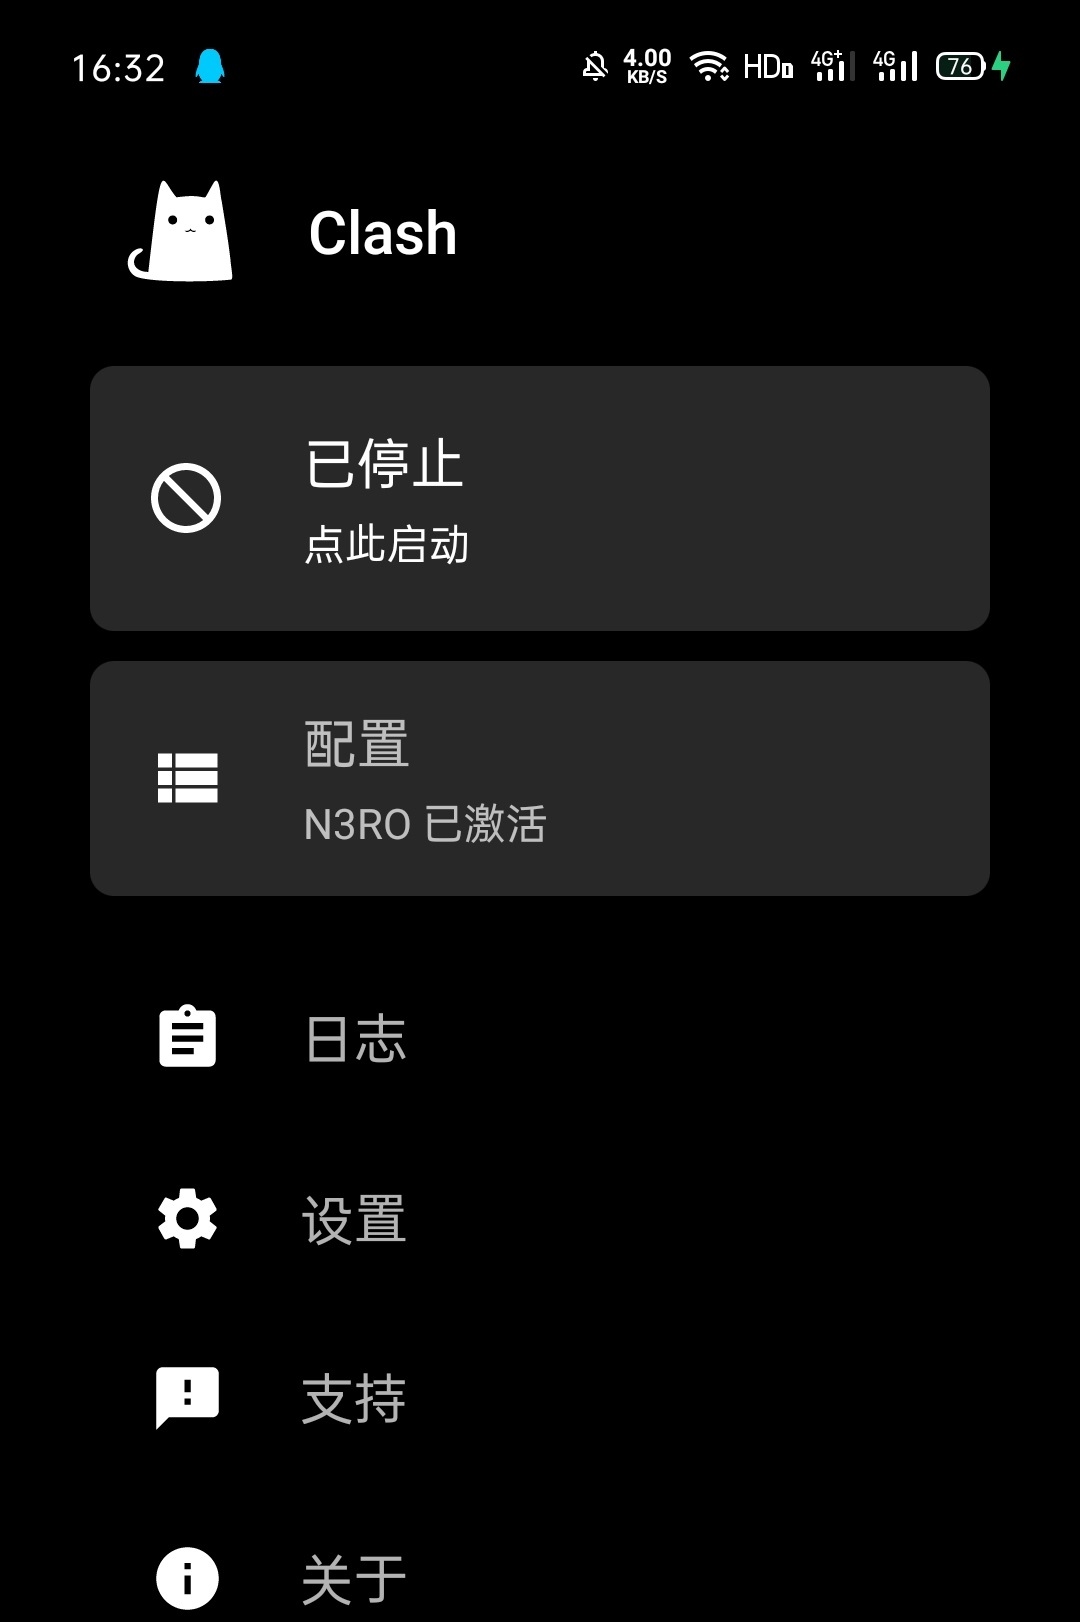 16:32
4.00
KB/S
HD
4G+
4G
76
Clash
已停止
点此启动
配置
N3RO 已激活
日志
设置
支持
关于